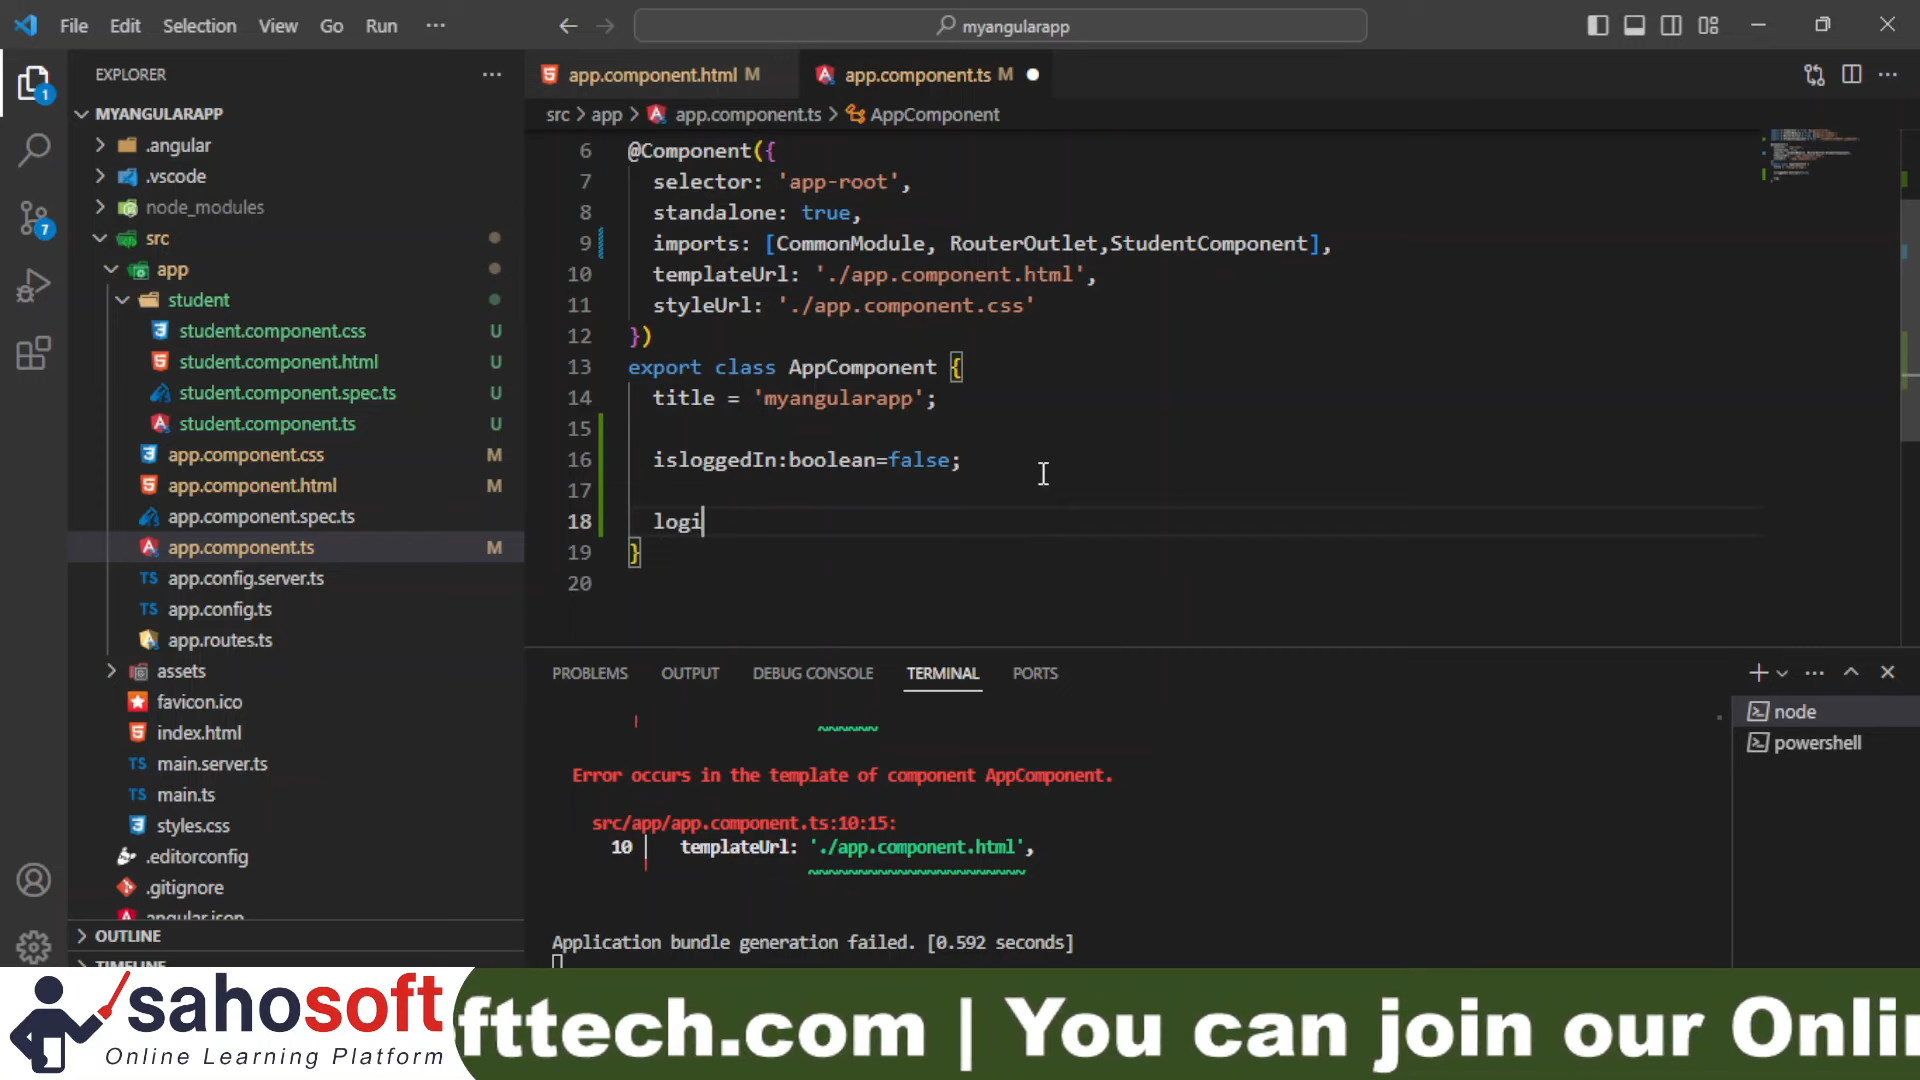 File Edit Selection View Go Run ···
myangularapp
EXPLORER
MYANGULARAPP
.angular
.vscode
node_modules
src
app
student
student.component.css U
student.component.html U
student.component.spec.ts U
student.component.ts U
app.component.css M
app.component.html M
app.component.spec.ts
app.component.ts M
app.config.server.ts
app.config.ts
app.routes.ts
assets
favicon.ico
index.html
main.server.ts
main.ts
styles.css
.editorconfig
.gitignore
angular.json
OUTLINE
TIMELINE
1
7
app.component.html M
app.component.ts M
src > app > app.component.ts > AppComponent
6 @Component({
7 selector: 'app-root',
8 standalone: true,
9 imports: [CommonModule, RouterOutlet,StudentComponent],
10 templateUrl: './app.component.html',
11 styleUrl: './app.component.css'
12 })
13 export class AppComponent {
14 title = 'myangularapp';
15
16 isloggedIn:boolean=false;
17
18 logi
19 }
20
PROBLEMS OUTPUT DEBUG CONSOLE TERMINAL PORTS
node
powershell
Error occurs in the template of component AppComponent.
src/app/app.component.ts:10:15:
10 │ templateUrl: './app.component.html',
Application bundle generation failed. [0.592 seconds]
sahosoft
Online Learning Platform
fttech.com | You can join our Onli